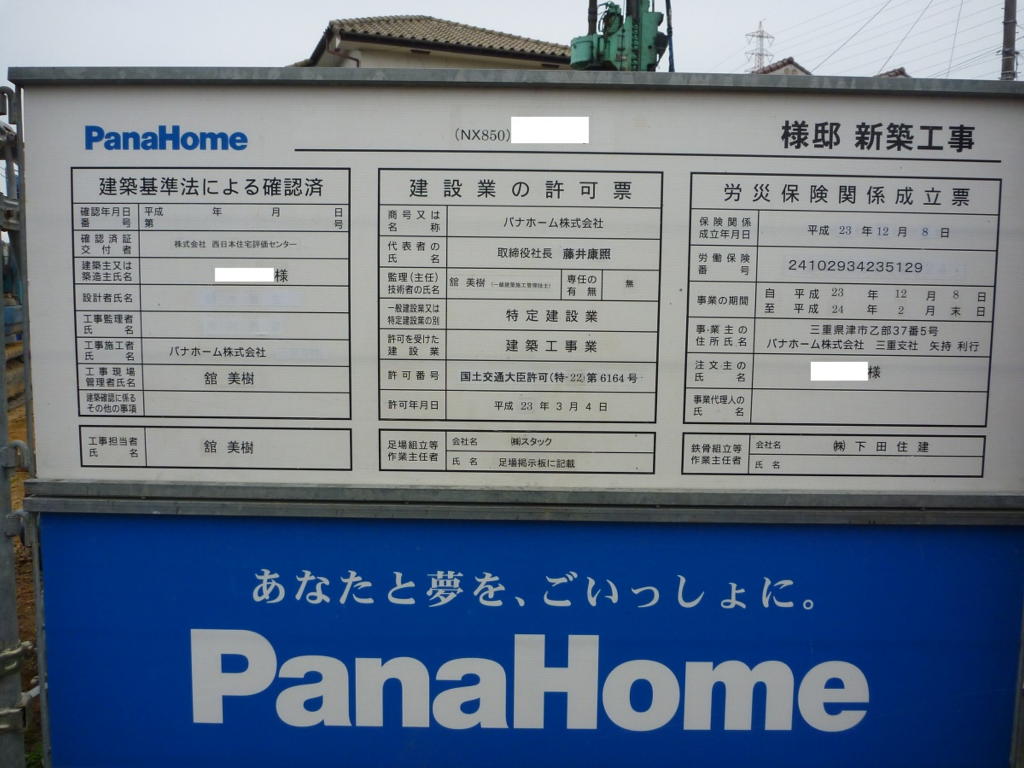 PanaHome
(NX850)
様邸 新築工事
建築基準法による確認済
確認年月日 平成 年 月 日
番号 第 号
確認済証交付者 株式会社 西日本住宅評価センター
建築主又は築造主氏名 様
設計者氏名
工事監理者氏名
工事施工者氏名 パナホーム株式会社
工事現場管理者氏名 舘 美樹
建築確認に係るその他の事項
工事担当者氏名 舘 美樹
建設業の許可票
商号又は名称 パナホーム株式会社
代表者の氏名 取締役社長 藤井康照
監理(主任)技術者の氏名 舘 美樹 (一級建築施工管理技士) 専任の有無 無
一般建設業又は特定建設業の別 特定建設業
許可を受けた建設業 建築工事業
許可番号 国土交通大臣許可(特-22)第6164号
許可年月日 平成 23 年 3 月 4 日
足場組立等作業主任者 会社名 ㈱スタック
氏名 足場掲示板に記載
労災保険関係成立票
保険関係成立年月日 平成 23 年 12 月 8 日
労働保険番号 24102934235129
事業の期間 自 平成 23 年 12 月 8 日
至 平成 24 年 2 月 末 日
事業主の住所氏名 三重県津市乙部37番5号
パナホーム株式会社 三重支社 矢持 利行
注文主の氏名 様
事業代理人の氏名
鉄骨組立等作業主任者 会社名 ㈱ 下田住建
氏名
あなたと夢を、ごいっしょに。
PanaHome